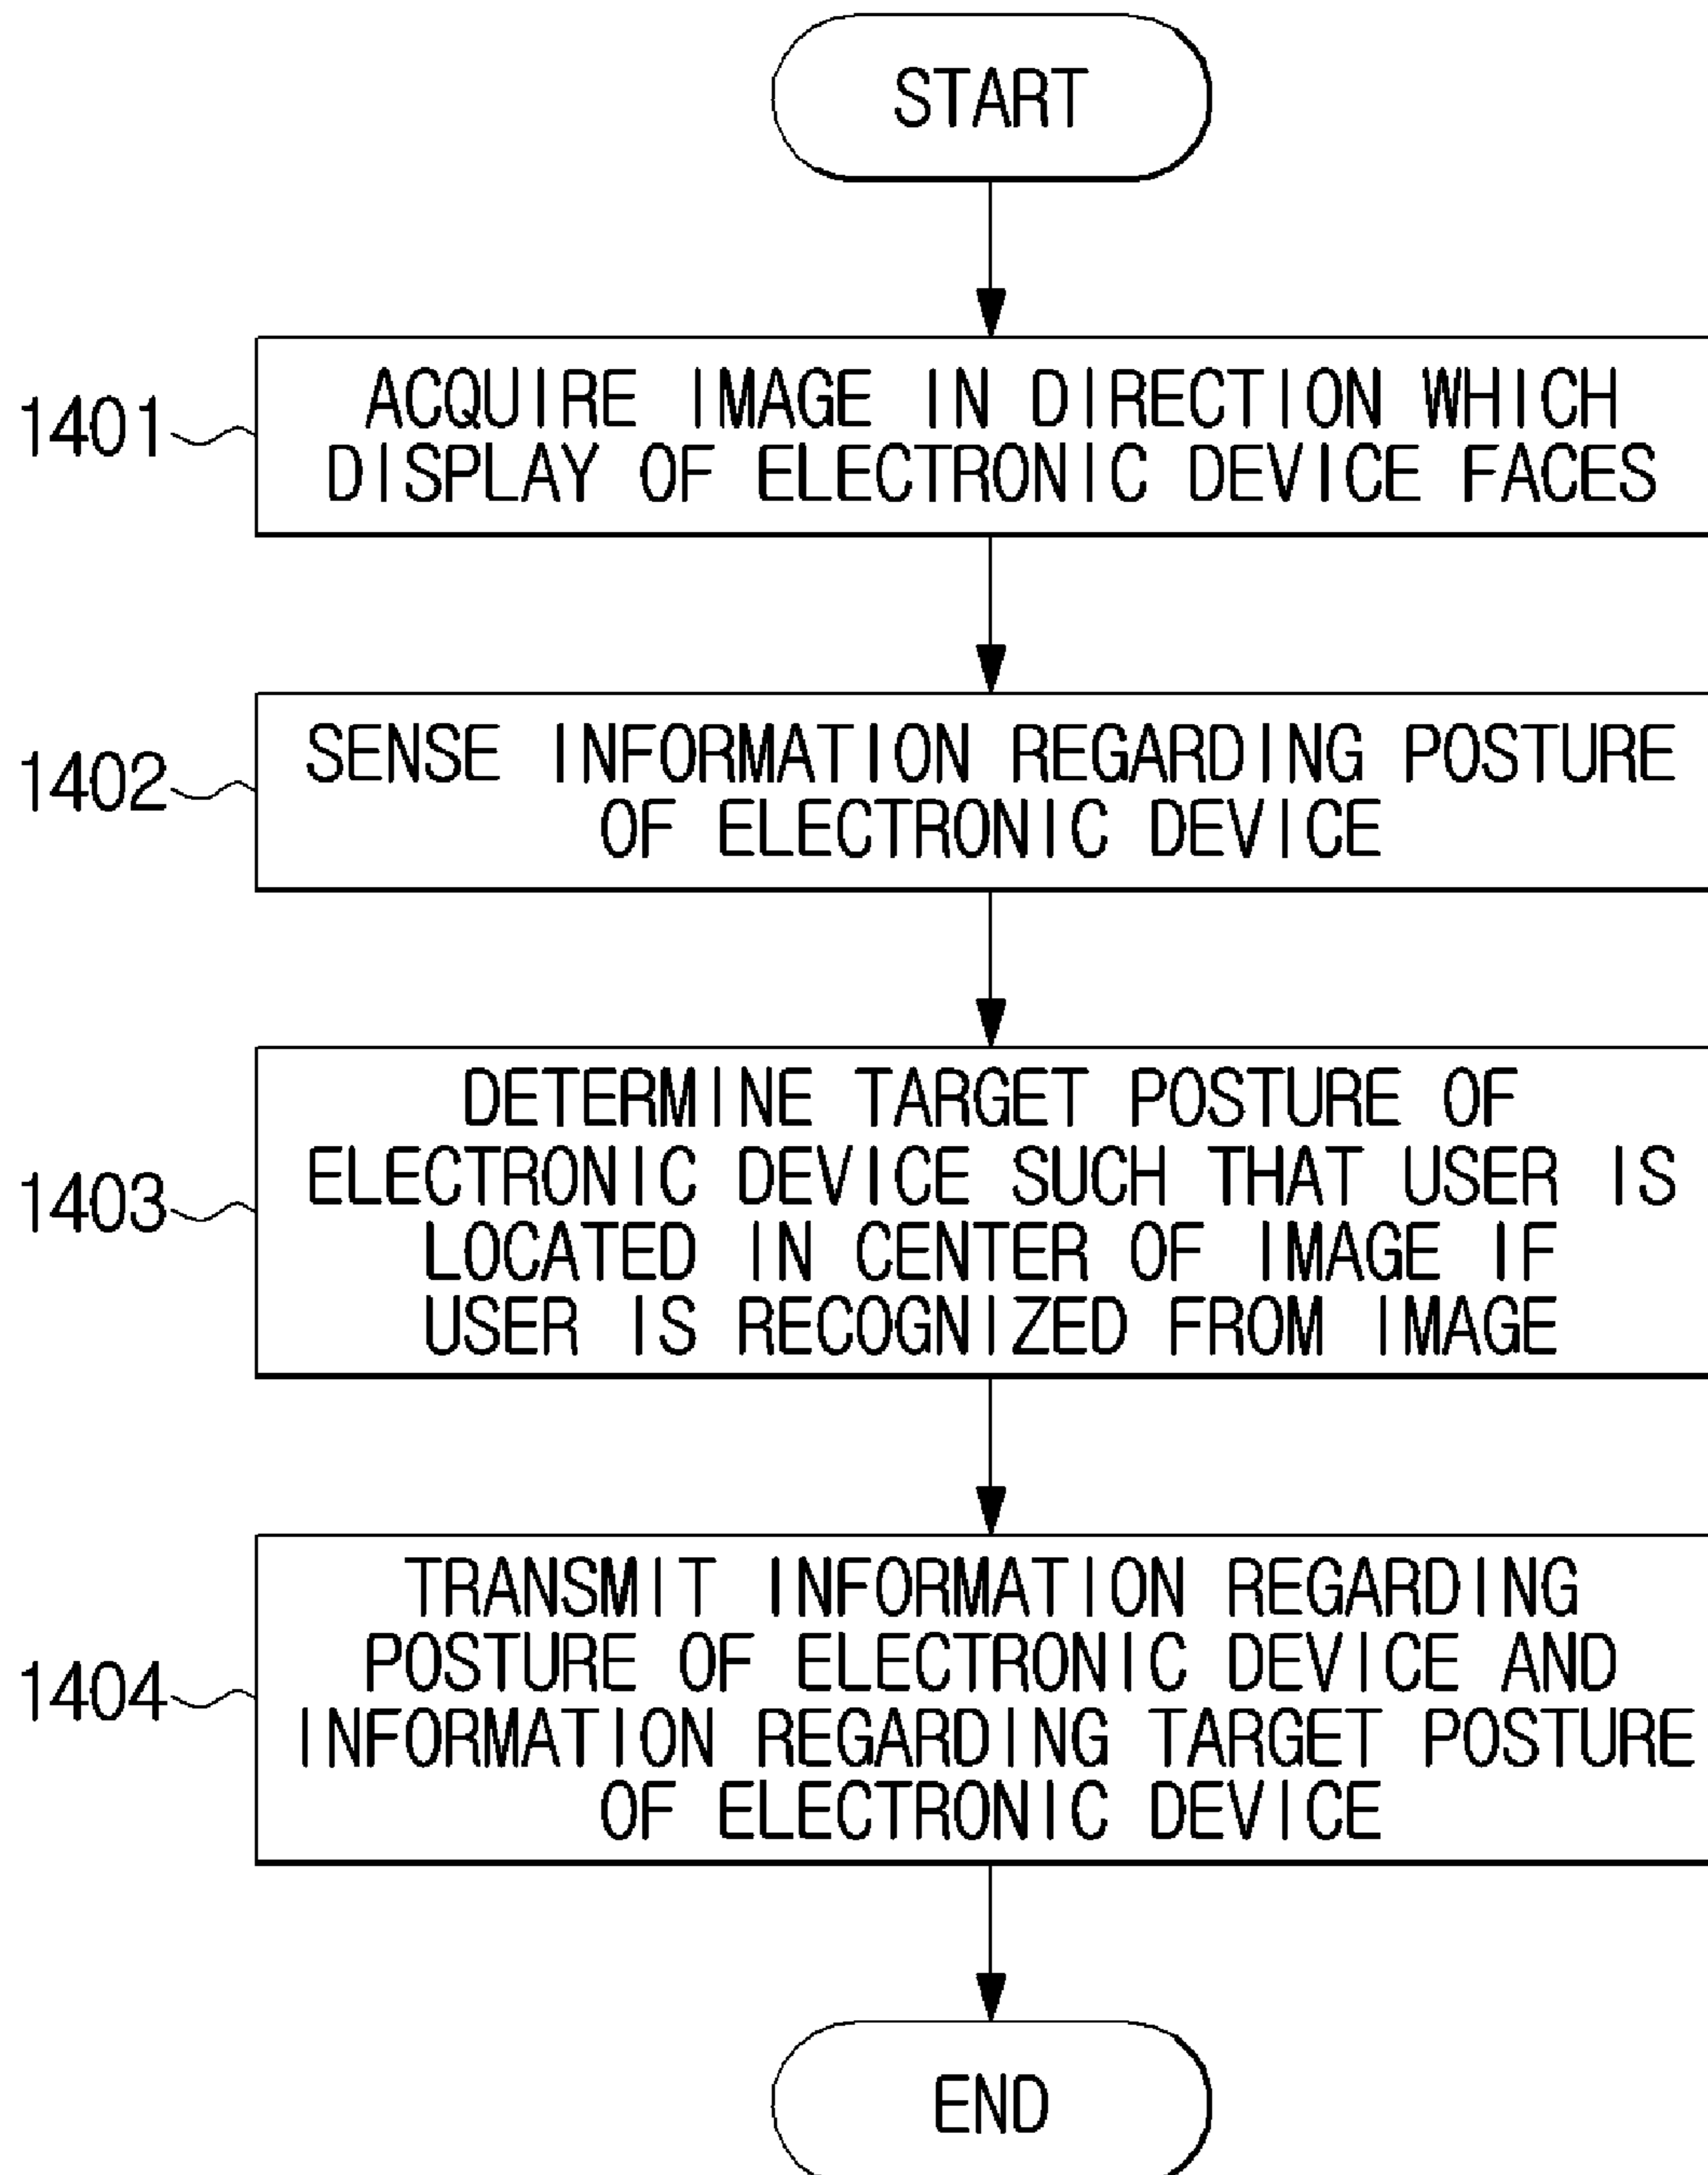 START
1401
ACQUIRE IMAGE IN DIRECTION WHICH
DISPLAY OF ELECTRONIC DEVICE FACES
1402
SENSE INFORMATION REGARDING POSTURE
OF ELECTRONIC DEVICE
1403
DETERMINE TARGET POSTURE OF
ELECTRONIC DEVICE SUCH THAT USER IS
LOCATED IN CENTER OF IMAGE IF
USER IS RECOGNIZED FROM IMAGE
1404
TRANSMIT INFORMATION REGARDING
POSTURE OF ELECTRONIC DEVICE AND
INFORMATION REGARDING TARGET POSTURE
OF ELECTRONIC DEVICE
END